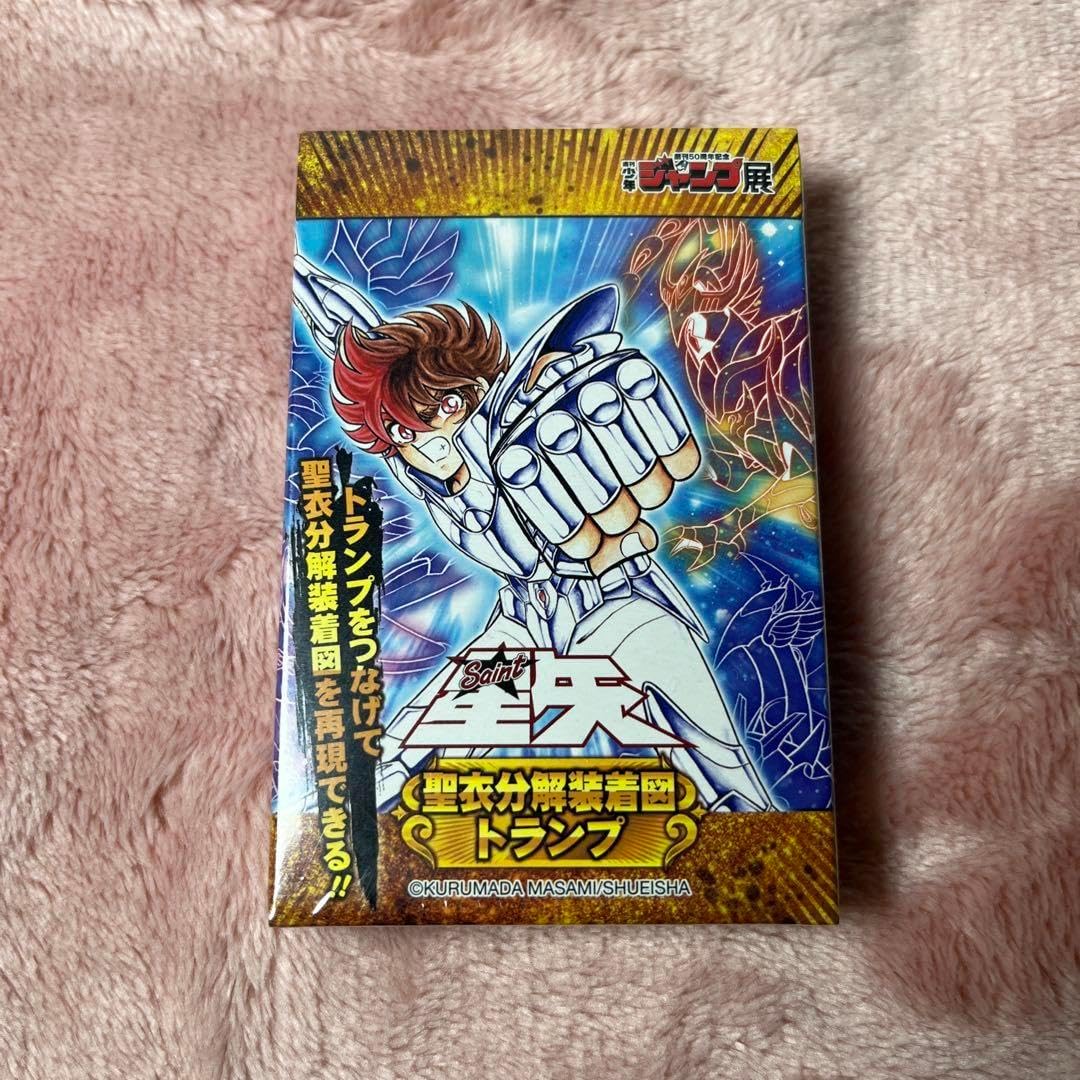 創刊50周年記念
週刊
少年
ジャンプ展
トランプをつなげて
聖衣分解装着図を再現できる!!
Saint
聖矢
聖衣分解装着図
トランプ
©KURUMADA MASAMI/SHUEISHA